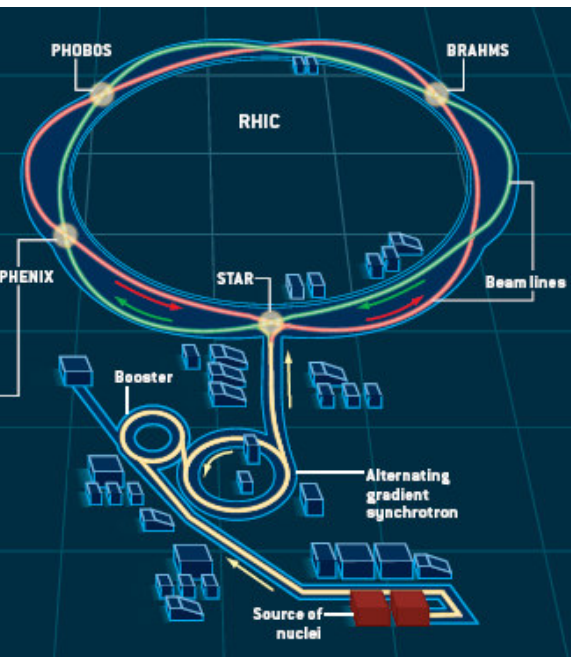 PHOBOS
BRAHMS
RHIC
PHENIX
STAR
Beam lines
Booster
Alternating
gradient
synchrotron
Source of
nuclei